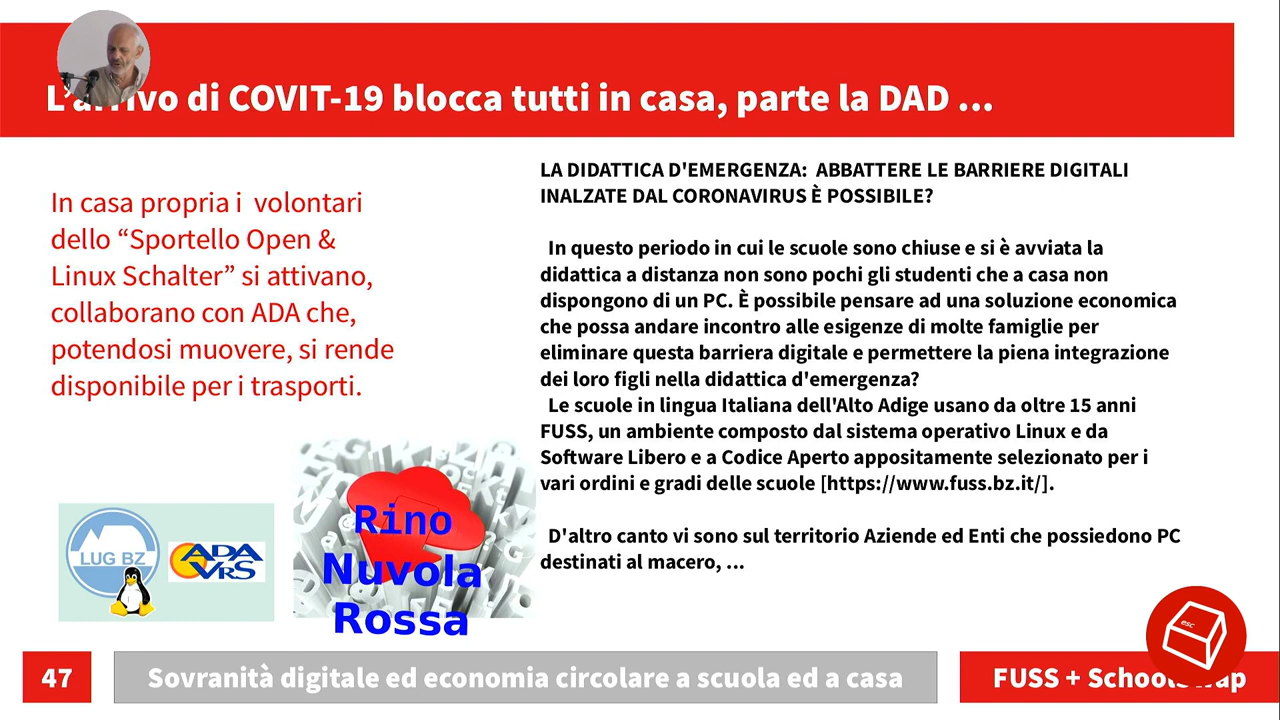 L'arrivo di COVIT-19 blocca tutti in casa, parte la DAD ...
In casa propria i volontari
dello “Sportello Open &
Linux Schalter” si attivano,
collaborano con ADA che,
potendosi muovere, si rende
disponibile per i trasporti.
LA DIDATTICA D'EMERGENZA: ABBATTERE LE BARRIERE DIGITALI
INALZATE DAL CORONAVIRUS È POSSIBILE?
In questo periodo in cui le scuole sono chiuse e si è avviata la
didattica a distanza non sono pochi gli studenti che a casa non
dispongono di un PC. È possibile pensare ad una soluzione economica
che possa andare incontro alle esigenze di molte famiglie per
eliminare questa barriera digitale e permettere la piena integrazione
dei loro figli nella didattica d'emergenza?
Le scuole in lingua Italiana dell'Alto Adige usano da oltre 15 anni
FUSS, un ambiente composto dal sistema operativo Linux e da
Software Libero e a Codice Aperto appositamente selezionato per i
vari ordini e gradi delle scuole [https://www.fuss.bz.it/].
D'altro canto vi sono sul territorio Aziende ed Enti che possiedono PC
destinati al macero, ...
LUG BZ
ADA
VRS
Rino
Nuvola
Rossa
esc
47
Sovranità digitale ed economia circolare a scuola ed a casa
FUSS + SchoolSwap